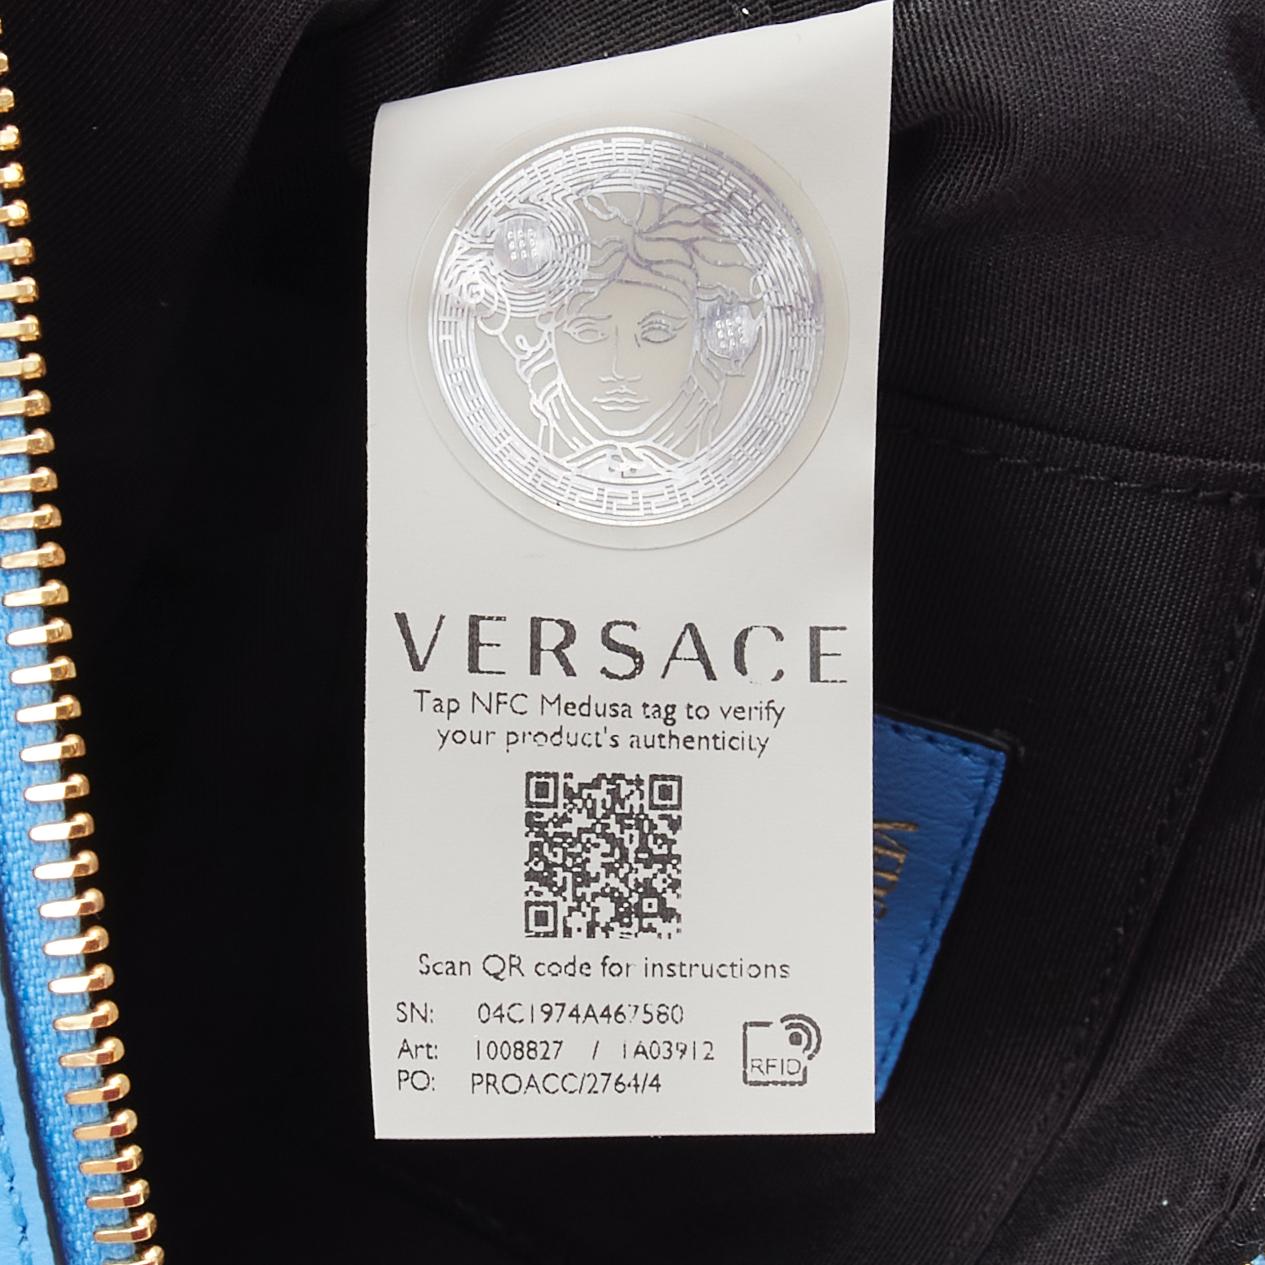 VERSACE
Tap NFC Medusa tag to verify
your product's authenticity
Scan QR code for instructions
SN: 04C1974A467580
Art: 1008827 / 1A03912
PO: PROACC/2764/4
RFID